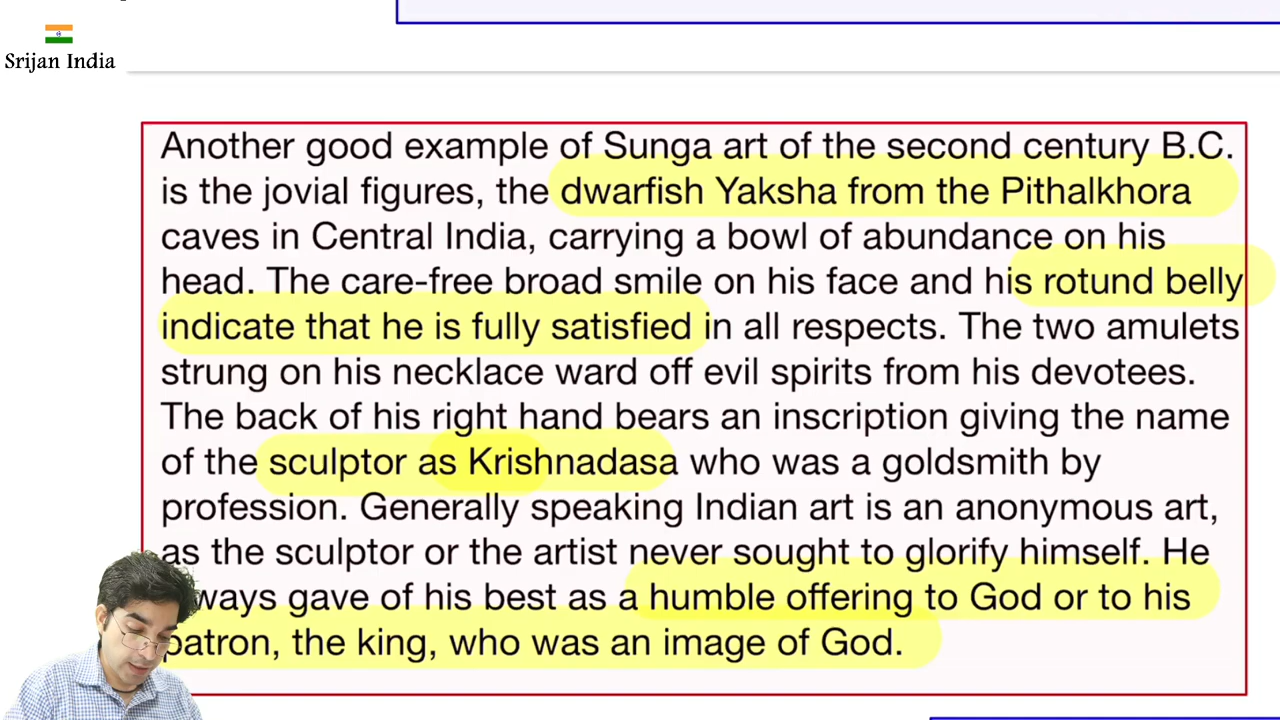 Srijan India
Another good example of Sunga art of the second century B.C.
is the jovial figures, the dwarfish Yaksha from the Pithalkhora
caves in Central India, carrying a bowl of abundance on his
head. The care-free broad smile on his face and his rotund belly
indicate that he is fully satisfied in all respects. The two amulets
strung on his necklace ward off evil spirits from his devotees.
The back of his right hand bears an inscription giving the name
of the sculptor as Krishnadasa who was a goldsmith by
profession. Generally speaking Indian art is an anonymous art,
as the sculptor or the artist never sought to glorify himself. He
ways gave of his best as a humble offering to God or to his
patron, the king, who was an image of God.